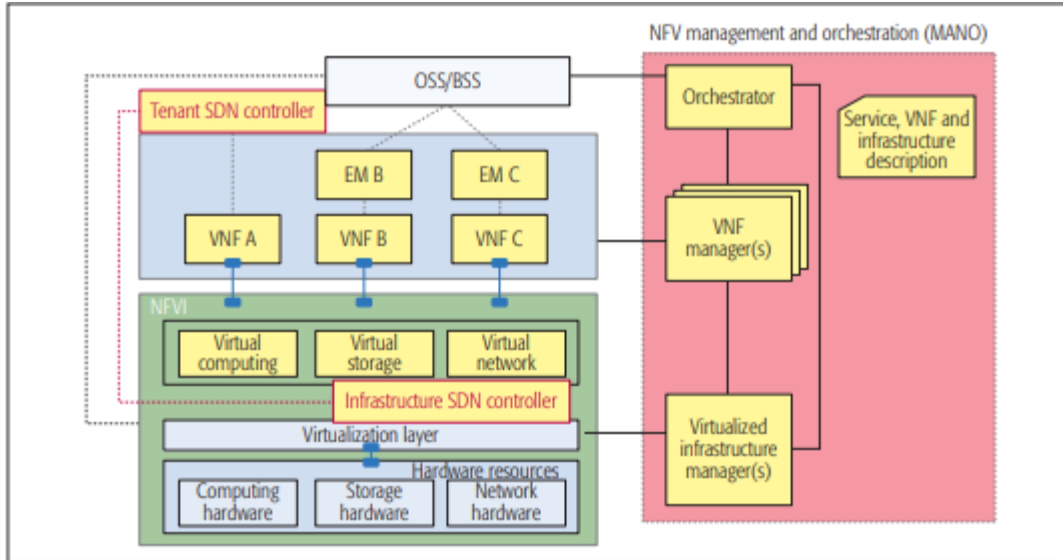 NFV management and orchestration (MANO)
OSS/BSS
Orchestrator
Tenant SDN controller
Service, VNF and
infrastructure
description
EM B
EM C
VNF A
VNF B
VNF C
VNF
manager(s)
NFVI
Virtual
computing
Virtual
storage
Virtual
network
Infrastructure SDN controller
Virtualization layer
Virtualized
infrastructure
manager(s)
Hardware resources
Computing
hardware
Storage
hardware
Network
hardware